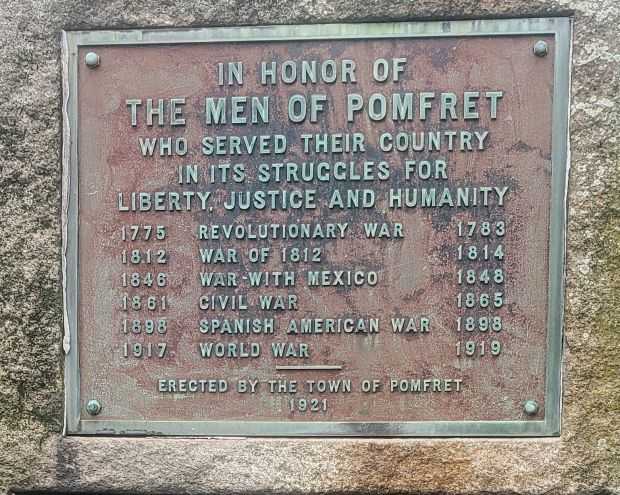 IN HONOR OF
THE MEN OF POMFRET
WHO SERVED THEIR COUNTRY
IN ITS STRUGGLES FOR
LIBERTY, JUSTICE AND HUMANITY
1775 REVOLUTIONARY WAR 1783
1812 WAR OF 1812 1814
1846 WAR WITH MEXICO 1848
1861 CIVIL WAR 1865
1898 SPANISH AMERICAN WAR 1898
1917 WORLD WAR 1919
ERECTED BY THE TOWN OF POMFRET
1921